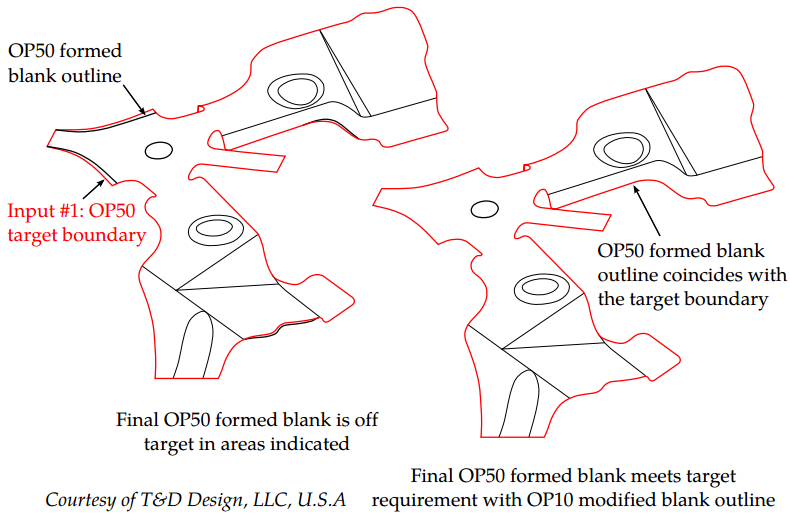 OP50 formed
blank outline
Input #1: OP50
target boundary
OP50 formed blank
outline coincides with
the target boundary
Final OP50 formed blank is off
target in areas indicated
Final OP50 formed blank meets target
requirement with OP10 modified blank outline
Courtesy of T&D Design, LLC, U.S.A